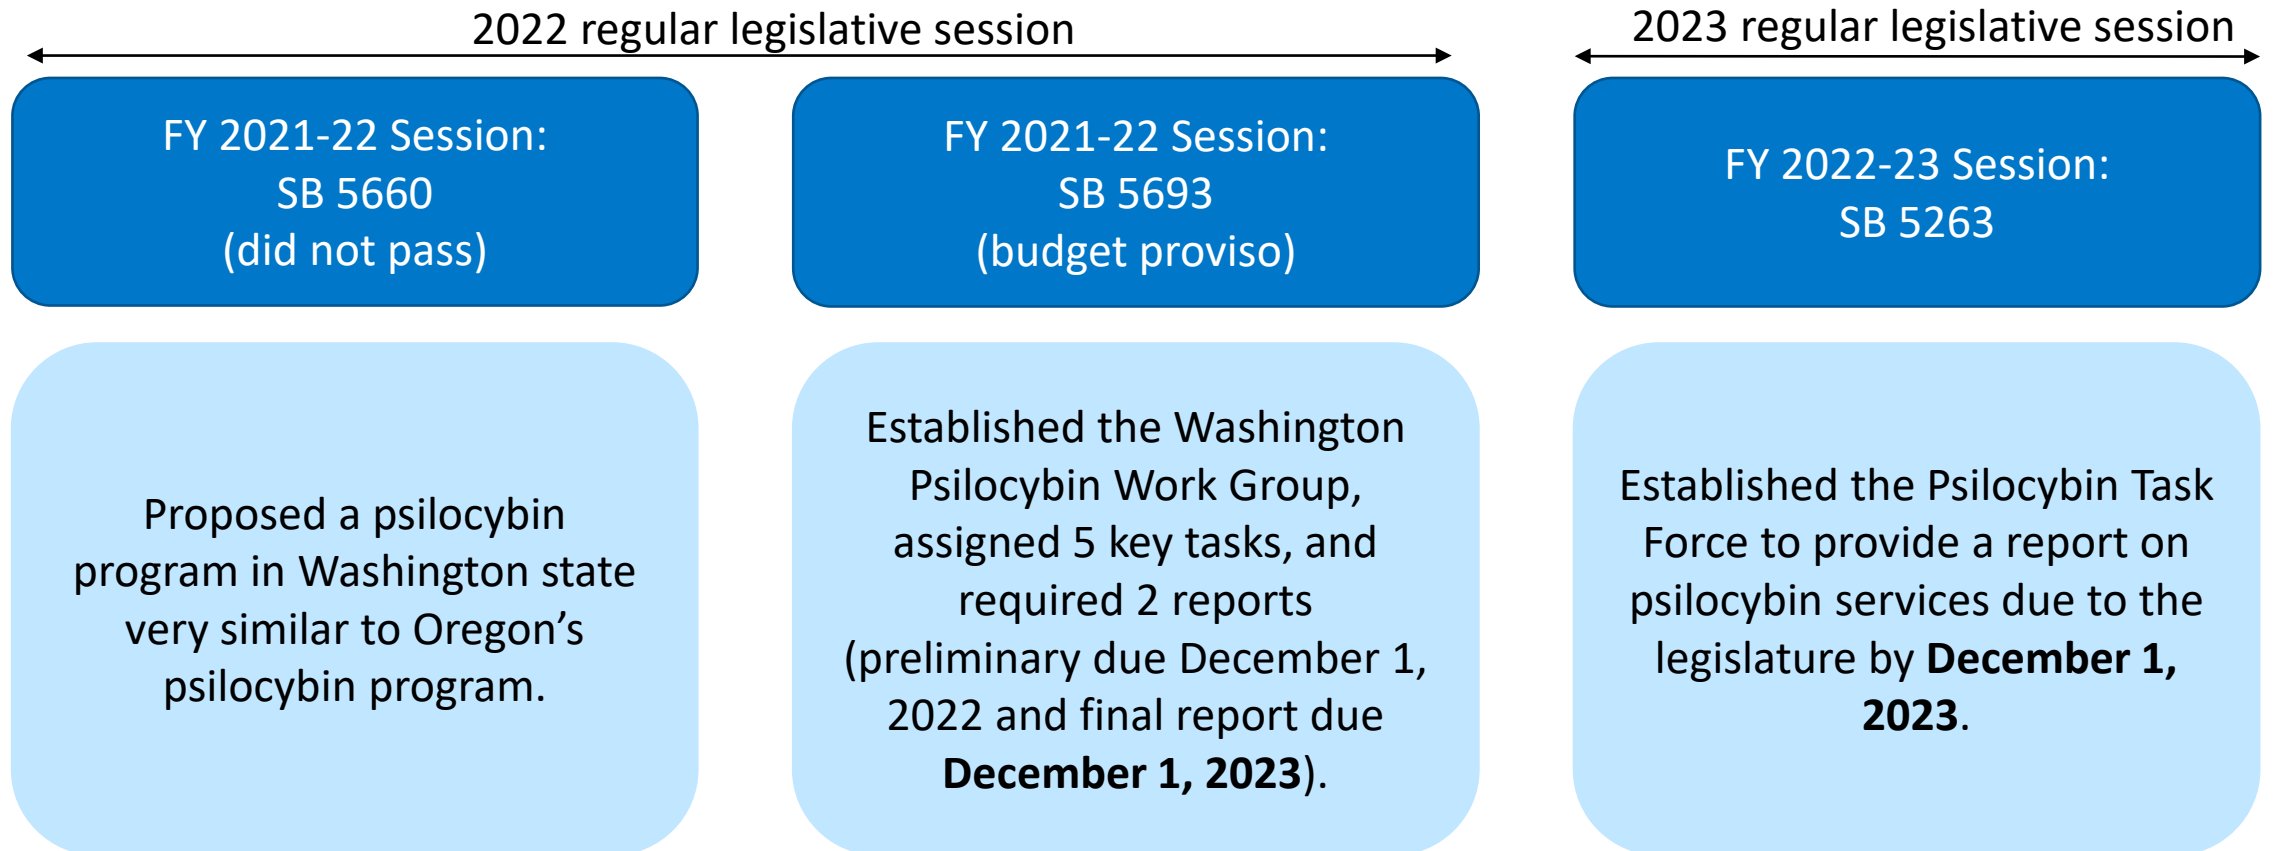 2022 regular legislative session
2023 regular legislative session
FY 2021-22 Session:
SB 5660
(did not pass)
FY 2021-22 Session:
SB 5693
(budget proviso)
FY 2022-23 Session:
SB 5263
Proposed a psilocybin
program in Washington state
very similar to Oregon’s
psilocybin program.
Established the Washington
Psilocybin Work Group,
assigned 5 key tasks, and
required 2 reports
(preliminary due December 1,
2022 and final report due
December 1, 2023).
Established the Psilocybin Task
Force to provide a report on
psilocybin services due to the
legislature by December 1,
2023.